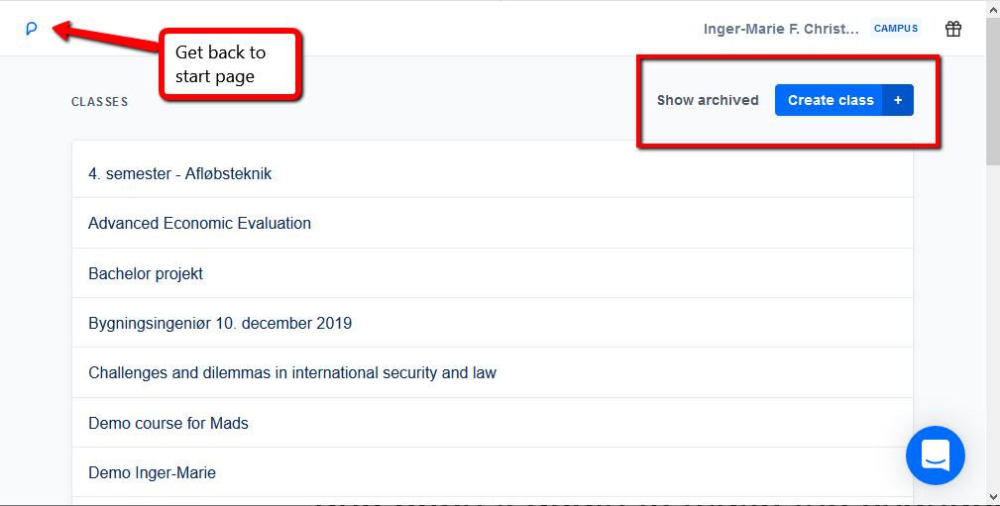 Inger-Marie F. Christ...
CAMPUS
Get back to
start page
CLASSES
Show archived
Create class +
4. semester - Afløbsteknik
Advanced Economic Evaluation
Bachelor projekt
Bygningsingeniør 10. december 2019
Challenges and dilemmas in international security and law
Demo course for Mads
Demo Inger-Marie